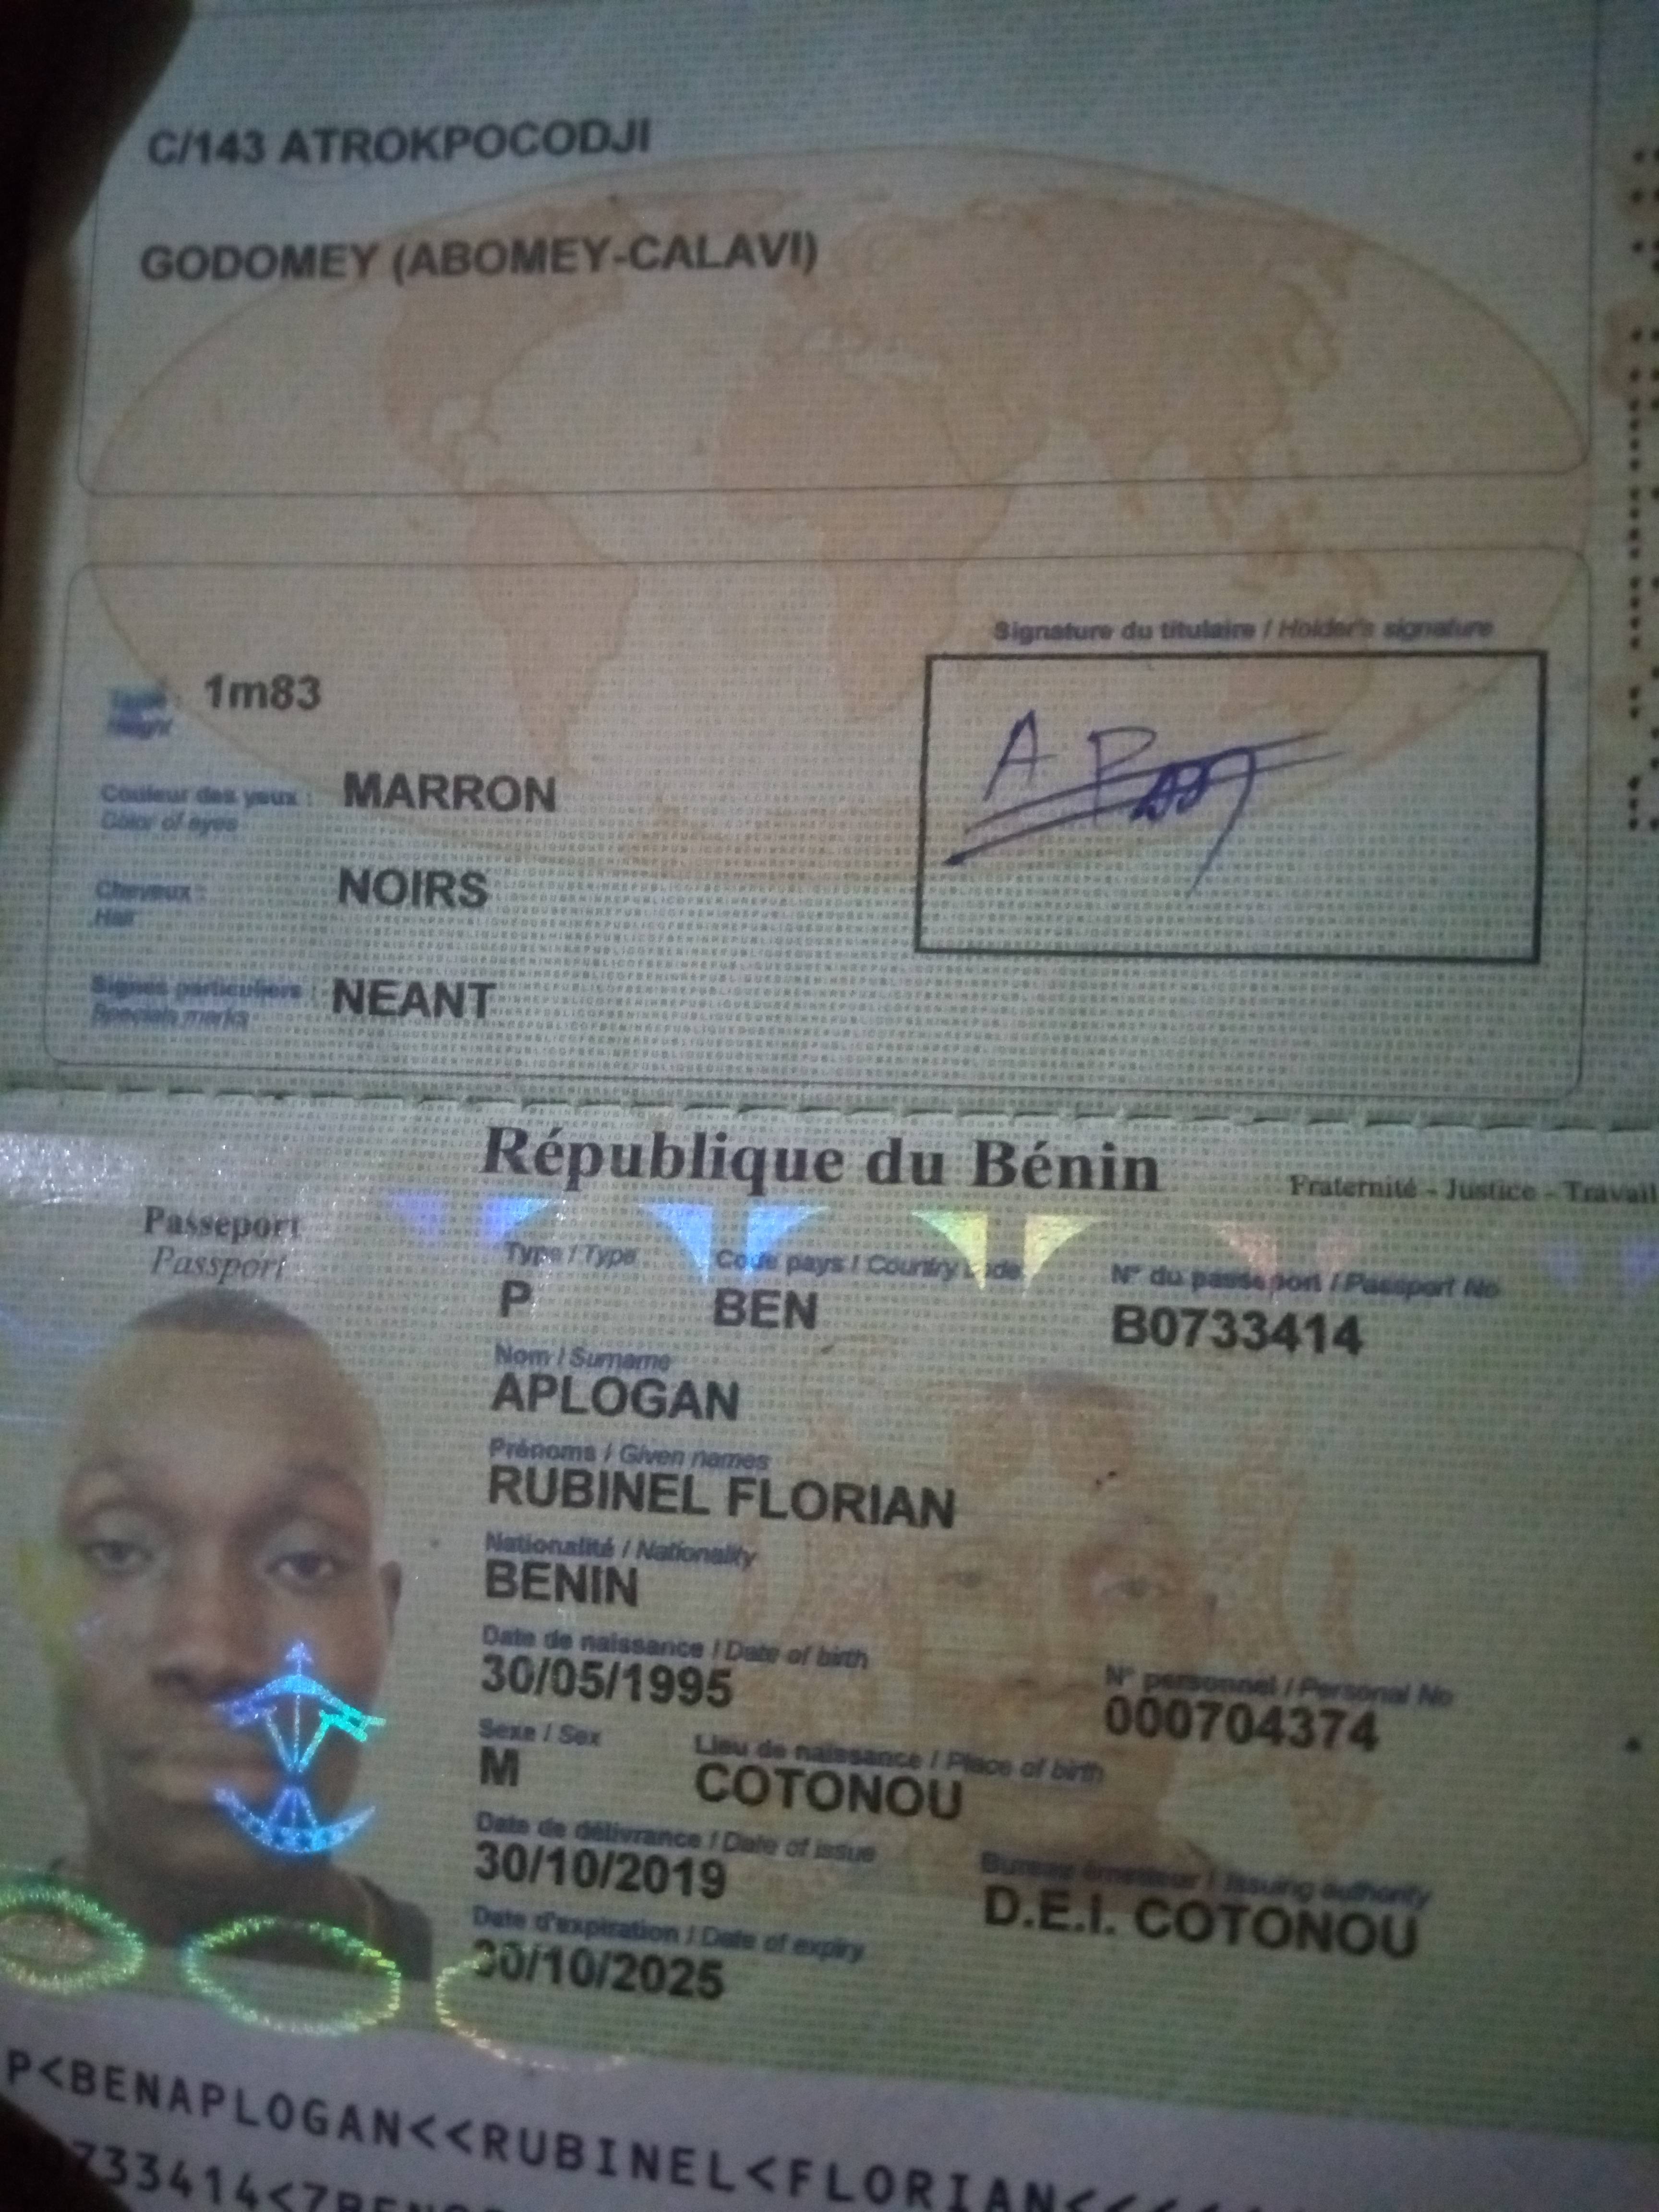 C/143 ATROKPOCODJI
GODOMEY (ABOMEY-CALAVI)
Signature du titulaire / Holder's signature
Taille : 1m83
Height
Couleur des yeux : MARRON
Color of eyes
Cheveux : NOIRS
Hair
Signes particuliers : NEANT
Specials marks
République du Bénin
Fraternité - Justice - Travail
Passeport
Passport
Type / Type Code pays / Country code N° du passeport / Passport No
P BEN B0733414
Nom / Surname
APLOGAN
Prénoms / Given names
RUBINEL FLORIAN
Nationalité / Nationality
BENIN
Date de naissance / Date of birth N° personnel / Personal No
30/05/1995 000704374
Sexe / Sex Lieu de naissance / Place of birth
M COTONOU
Date de délivrance / Date of issue Bureau émetteur / Issuing authority
30/10/2019 D.E.I. COTONOU
Date d'expiration / Date of expiry
30/10/2025
P<BENAPLOGAN<<RUBINEL<FLORIAN<<<<<
733414<7BEN